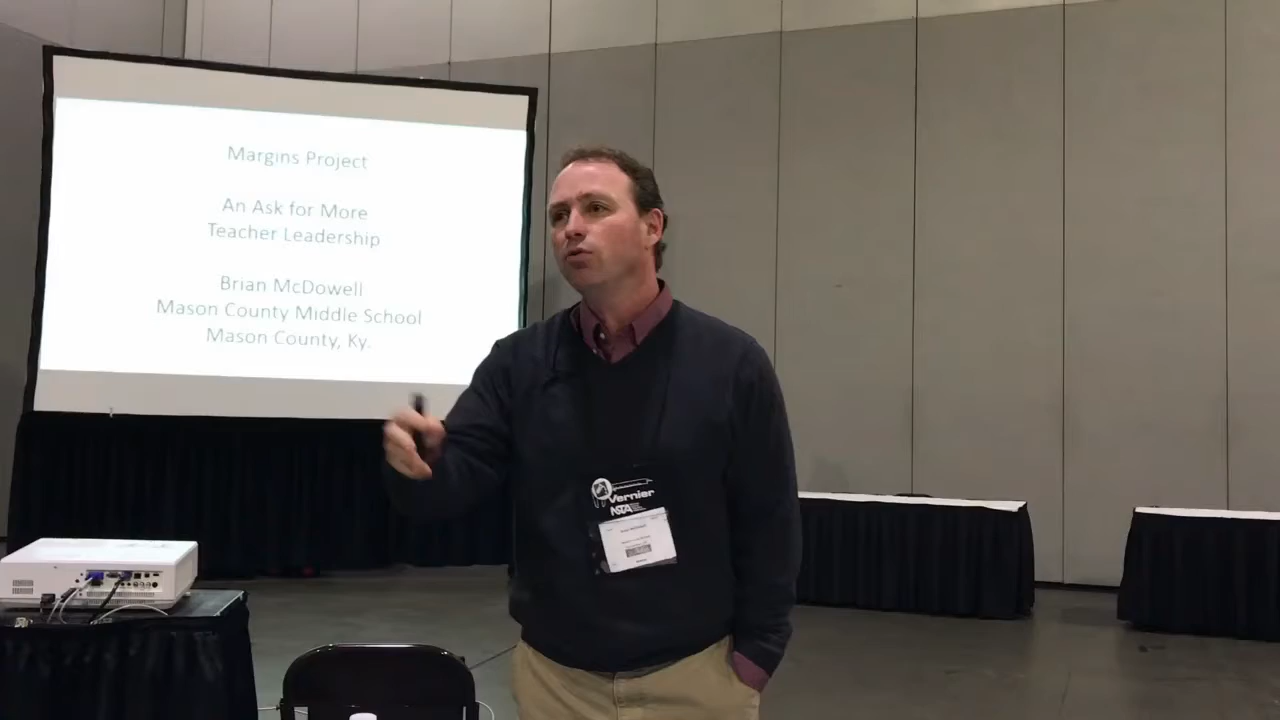 Margins Project
An Ask for More
Teacher Leadership
Brian McDowell
Mason County Middle School
Mason County, Ky.
Vernier
NSTA